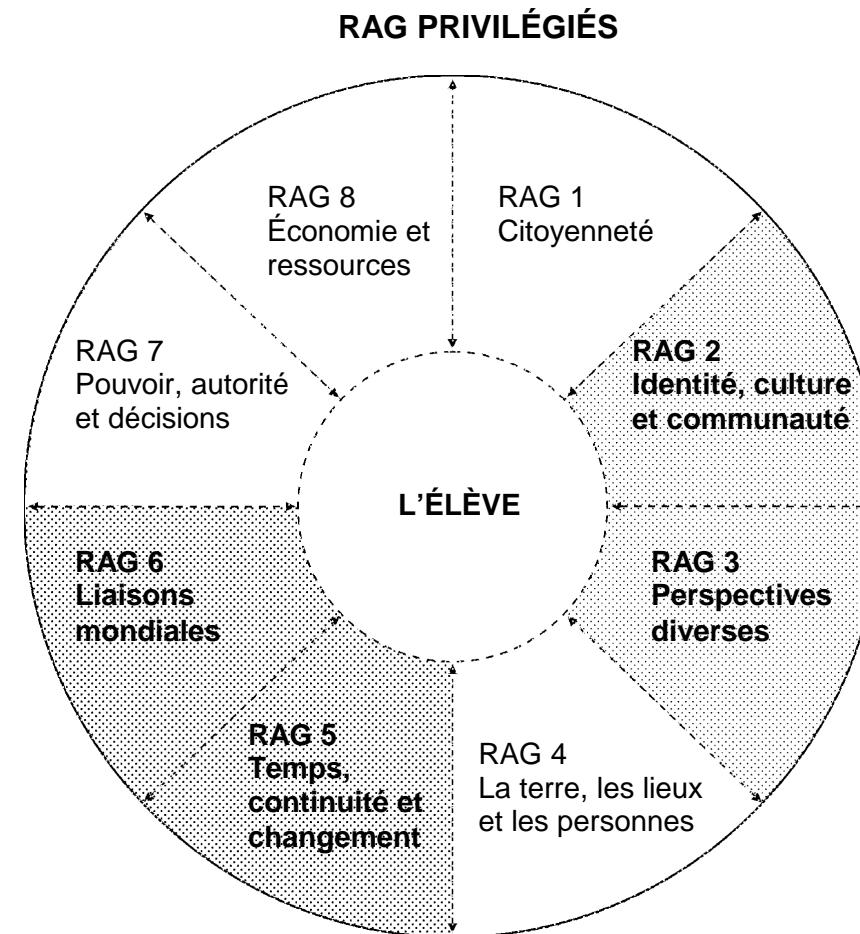 RAG PRIVILÉGIÉS
RAG 8
Économie et
ressources
RAG 1
Citoyenneté
RAG 7
Pouvoir, autorité
et décisions
RAG 2
Identité, culture
et communauté
L'ÉLÈVE
RAG 6
Liaisons
mondiales
RAG 3
Perspectives
diverses
RAG 5
Temps,
continuité et
changement
RAG 4
La terre, les lieux
et les personnes